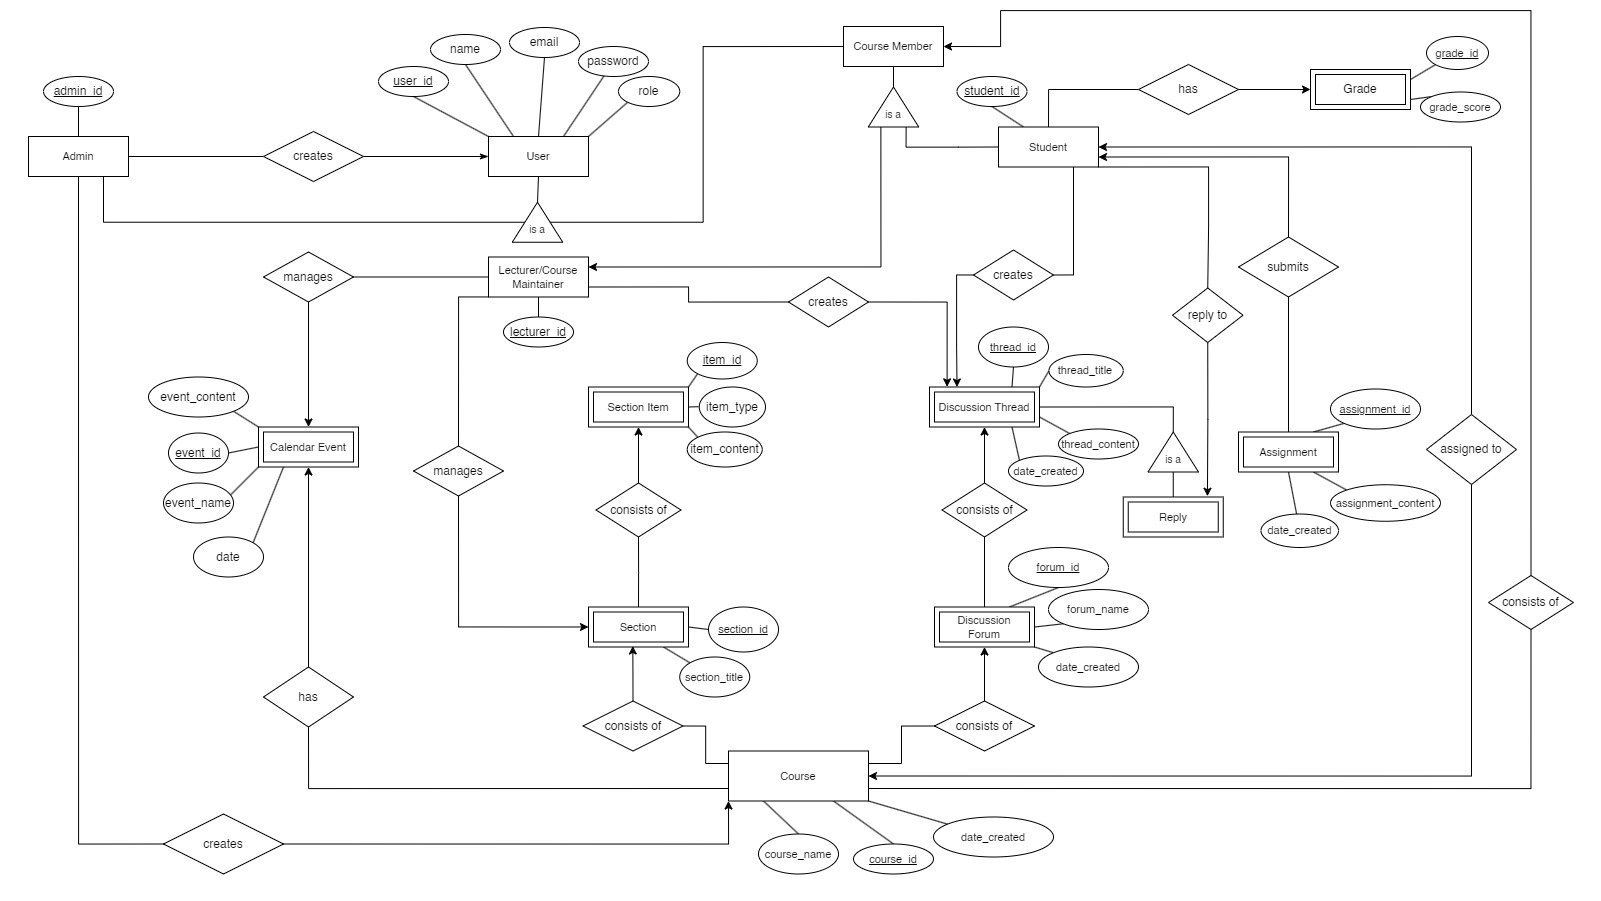 Course Member
email
name
grade_id
password
user_id
student_id
has
Grade
admin_id
role
grade_score
is a
Admin
creates
User
Student
is a
manages
Lecturer/Course
Maintainer
creates
submits
creates
reply to
lecturer_id
thread_id
item_id
thread_title
event_content
Section Item
item_type
Discussion Thread
assignment_id
Calendar Event
thread_content
item_content
assigned to
event_id
Assignment
is a
manages
date_created
event_name
assignment_content
consists of
consists of
Reply
date_created
date
forum_id
consists of
forum_name
Section
section_id
Discussion
Forum
date_created
section_title
has
consists of
consists of
Course
date_created
creates
course_name
course_id